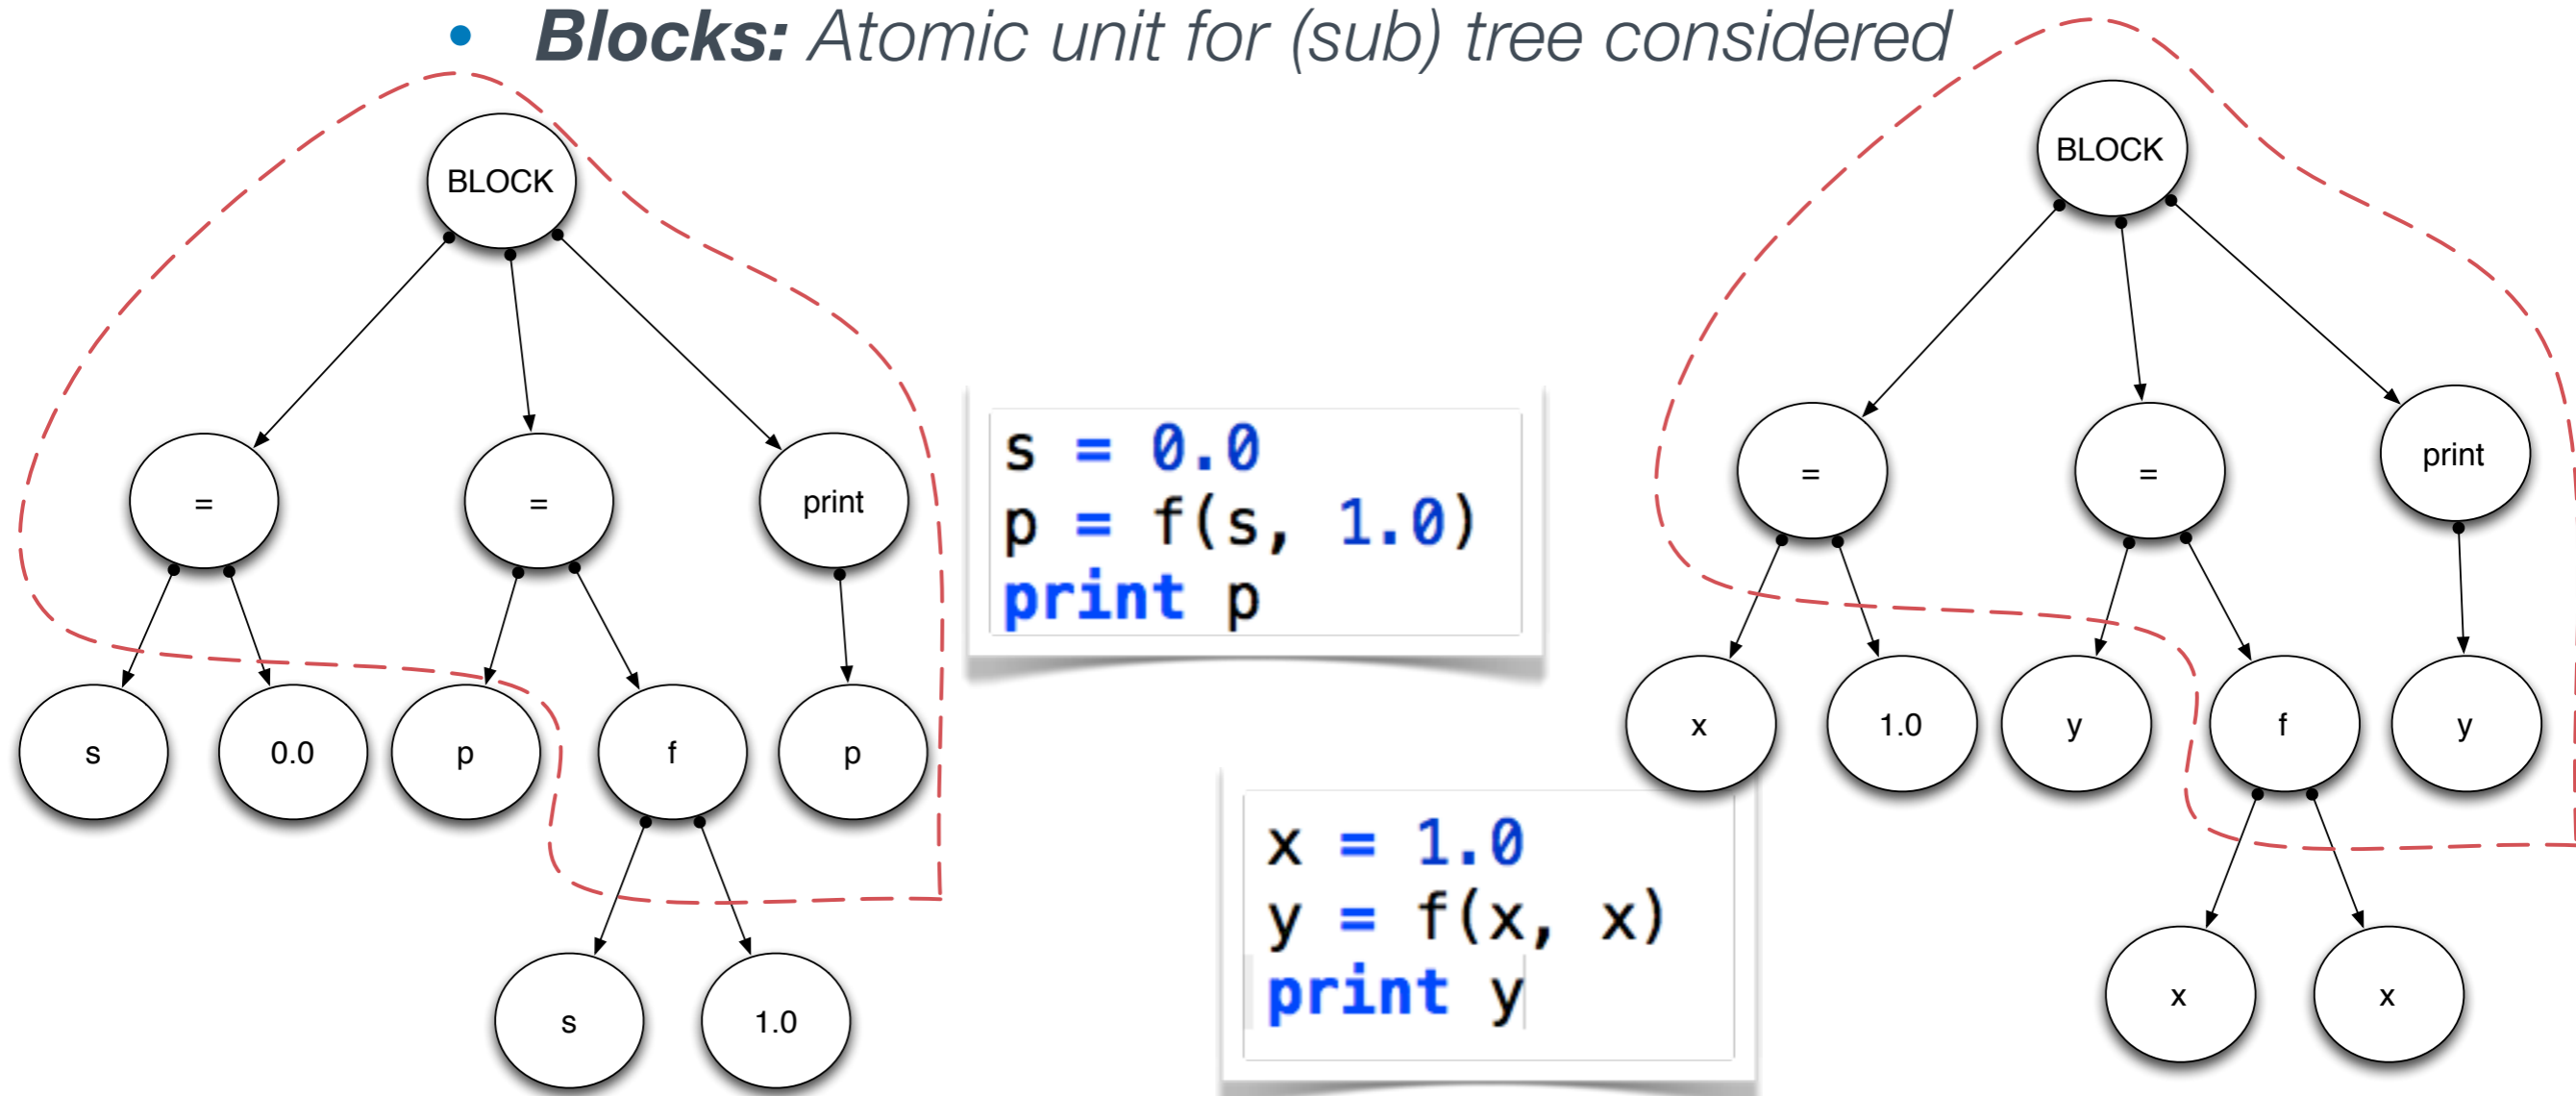 • Blocks: Atomic unit for (sub) tree considered
BLOCK
= = print
s 0.0 p f p
s 1.0
s = 0.0
p = f(s, 1.0)
print p
x = 1.0
y = f(x, x)
print y
BLOCK
= = print
x 1.0 y f y
x x